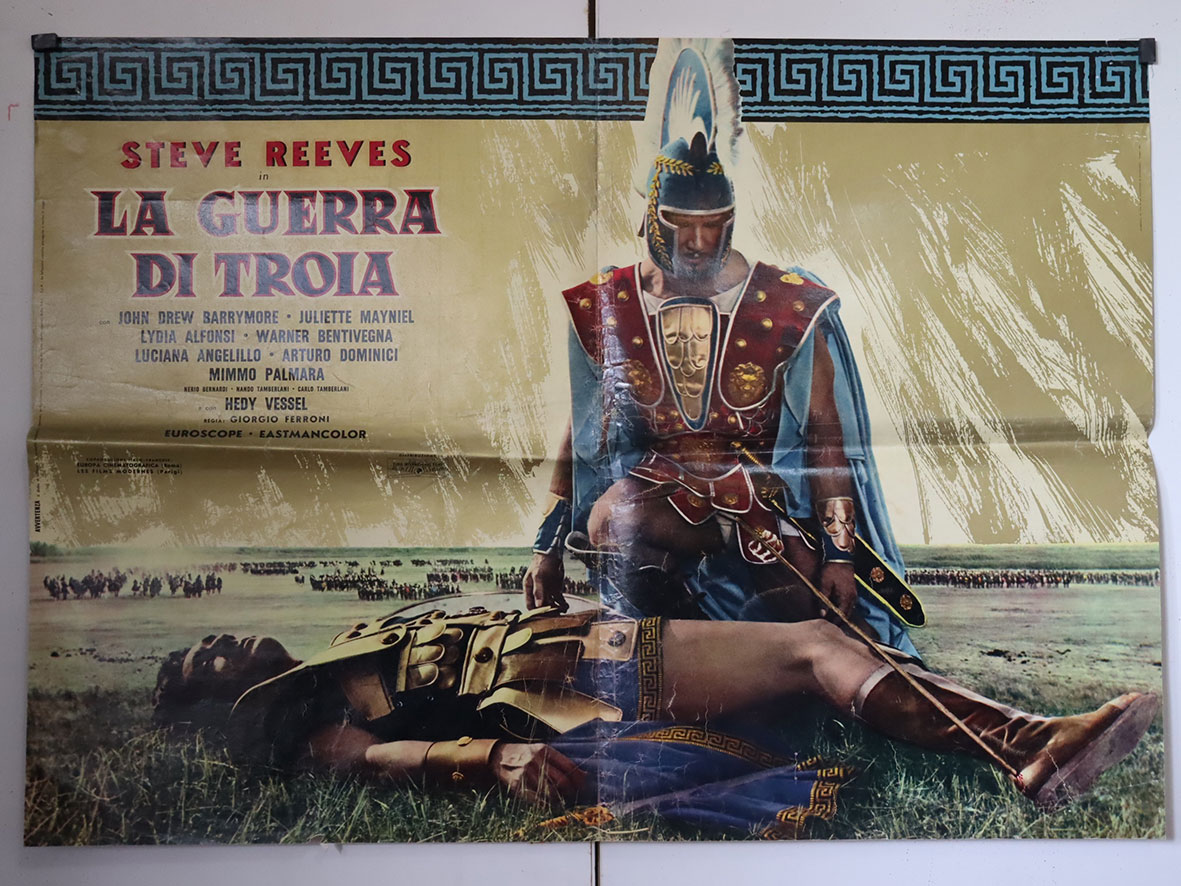 STEVE REEVES
in
LA GUERRA
DI TROIA
con JOHN DREW BARRYMORE · JULIETTE MAYNIEL
LYDIA ALFONSI · WARNER BENTIVEGNA
LUCIANA ANGELILLO · ARTURO DOMINICI
MIMMO PALMARA
NERIO BERNARDI · NANDO TAMBERLANI · CARLO TAMBERLANI
e con HEDY VESSEL
REGIA: GIORGIO FERRONI
EUROSCOPE · EASTMANCOLOR
EUROPA CINEMATOGRAFICA (Roma)
LES FILMS MODERNES (Parigi)
AVVERTENZA